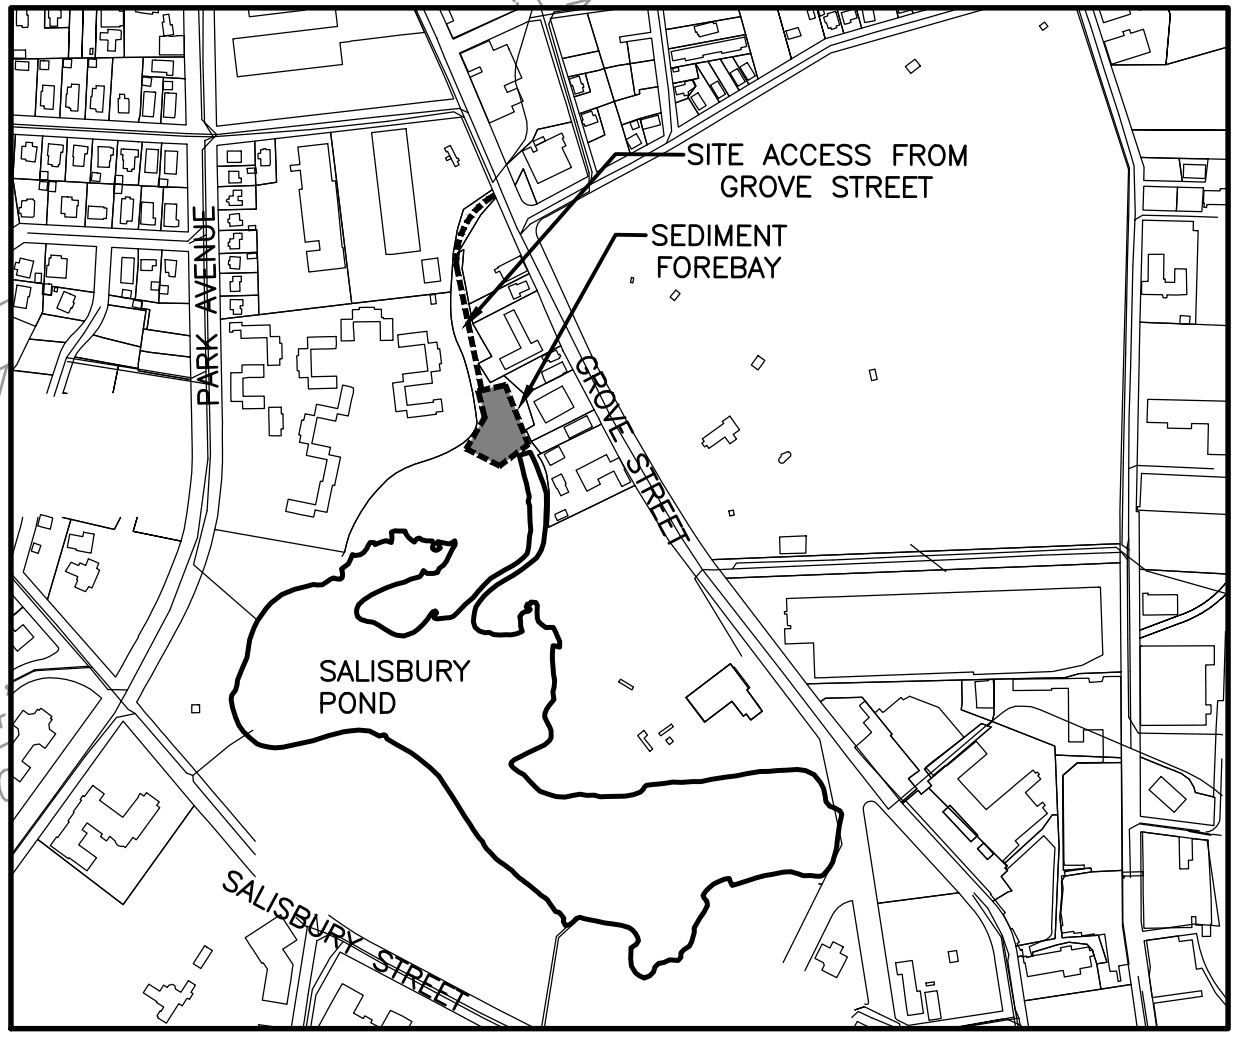 SITE ACCESS FROM
GROVE STREET
SEDIMENT
FOREBAY
PARK AVENUE
GROVE STREET
SALISBURY
POND
SALISBURY STREET